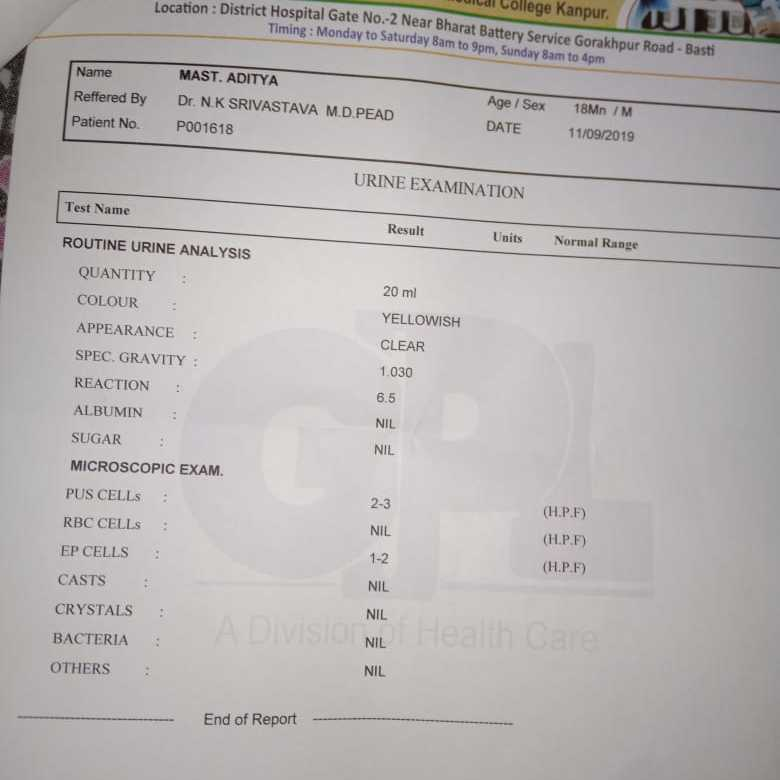 College Kanpur.
Location : District Hospital Gate No.-2 Near Bharat Battery Service Gorakhpur Road - Basti
Timing : Monday to Saturday 8am to 9pm, Sunday 8am to 4pm
Name MAST. ADITYA Age / Sex 18Mn / M
Reffered By Dr. N.K SRIVASTAVA M.D.PEAD DATE 11/09/2019
Patient No. P001618
URINE EXAMINATION
Test Name Result Units Normal Range
ROUTINE URINE ANALYSIS
QUANTITY : 20 ml
COLOUR : YELLOWISH
APPEARANCE : CLEAR
SPEC. GRAVITY : 1.030
REACTION : 6.5
ALBUMIN : NIL
SUGAR : NIL
MICROSCOPIC EXAM.
PUS CELLs : 2-3 (H.P.F)
RBC CELLs : NIL (H.P.F)
EP CELLS : 1-2 (H.P.F)
CASTS : NIL
CRYSTALS : NIL
BACTERIA : NIL
OTHERS : NIL
GPL
A Division of Health Care
End of Report